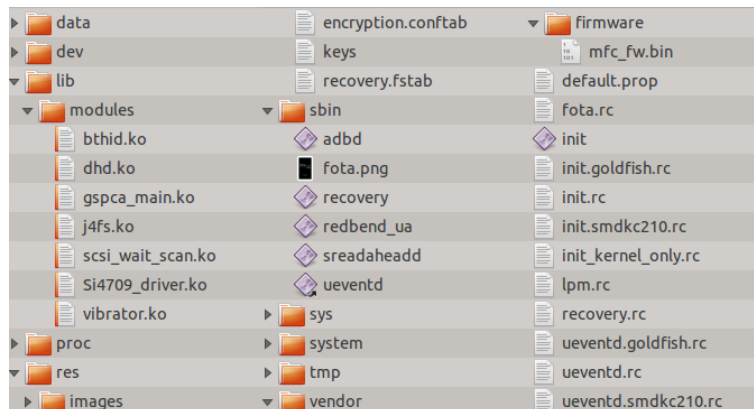 data
dev
lib
modules
bthid.ko
dhd.ko
gspca_main.ko
j4fs.ko
scsi_wait_scan.ko
Si4709_driver.ko
vibrator.ko
proc
res
images
encryption.conftab
keys
recovery.fstab
sbin
adbd
fota.png
recovery
redbend_ua
sreadaheadd
ueventd
sys
system
tmp
vendor
firmware
mfc_fw.bin
default.prop
fota.rc
init
init.goldfish.rc
init.rc
init.smdkc210.rc
init_kernel_only.rc
lpm.rc
recovery.rc
ueventd.goldfish.rc
ueventd.rc
ueventd.smdkc210.rc